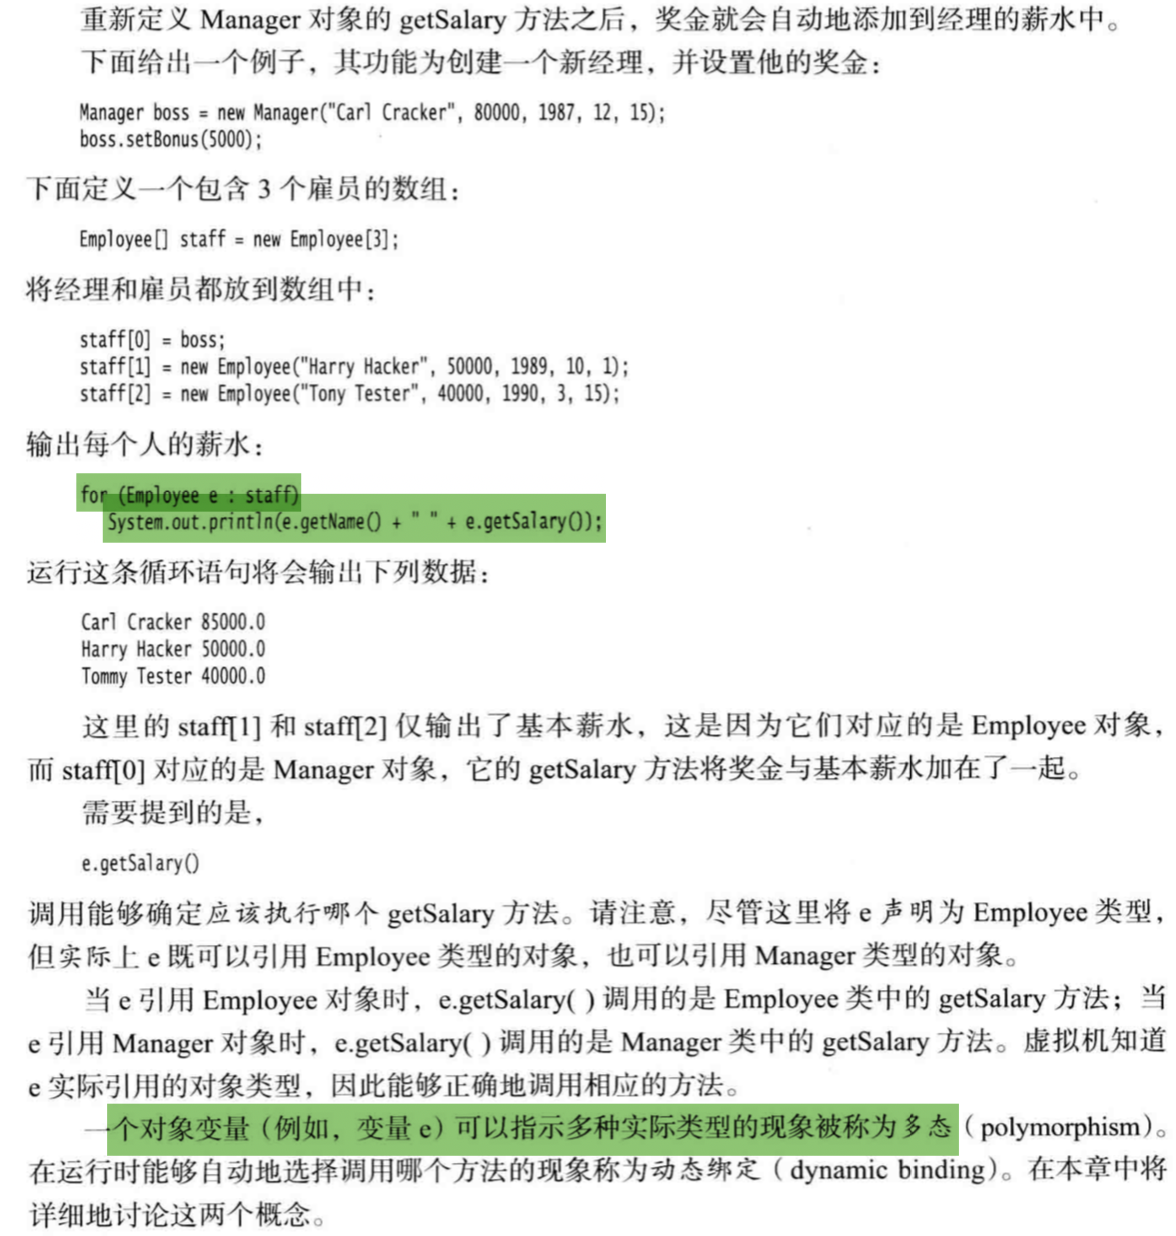 重新定义 Manager 对象的 getSalary 方法之后，奖金就会自动地添加到经理的薪水中。
下面给出一个例子，其功能为创建一个新经理，并设置他的奖金：
Manager boss = new Manager("Carl Cracker", 80000, 1987, 12, 15);
boss.setBonus(5000);
下面定义一个包含 3 个雇员的数组：
Employee[] staff = new Employee[3];
将经理和雇员都放到数组中：
staff[0] = boss;
staff[1] = new Employee("Harry Hacker", 50000, 1989, 10, 1);
staff[2] = new Employee("Tony Tester", 40000, 1990, 3, 15);
输出每个人的薪水：
for (Employee e : staff)
System.out.println(e.getName() + " " + e.getSalary());
运行这条循环语句将会输出下列数据：
Carl Cracker 85000.0
Harry Hacker 50000.0
Tommy Tester 40000.0
这里的 staff[1] 和 staff[2] 仅输出了基本薪水，这是因为它们对应的是 Employee 对象，
而 staff[0] 对应的是 Manager 对象，它的 getSalary 方法将奖金与基本薪水加在了一起。
需要提到的是，
e.getSalary()
调用能够确定应该执行哪个 getSalary 方法。请注意，尽管这里将 e 声明为 Employee 类型，
但实际上 e 既可以引用 Employee 类型的对象，也可以引用 Manager 类型的对象。
当 e 引用 Employee 对象时，e.getSalary( ) 调用的是 Employee 类中的 getSalary 方法；当
e 引用 Manager 对象时，e.getSalary( ) 调用的是 Manager 类中的 getSalary 方法。虚拟机知道
e 实际引用的对象类型，因此能够正确地调用相应的方法。
一个对象变量（例如，变量 e）可以指示多种实际类型的现象被称为多态（polymorphism）。
在运行时能够自动地选择调用哪个方法的现象称为动态绑定（dynamic binding）。在本章中将
详细地讨论这两个概念。